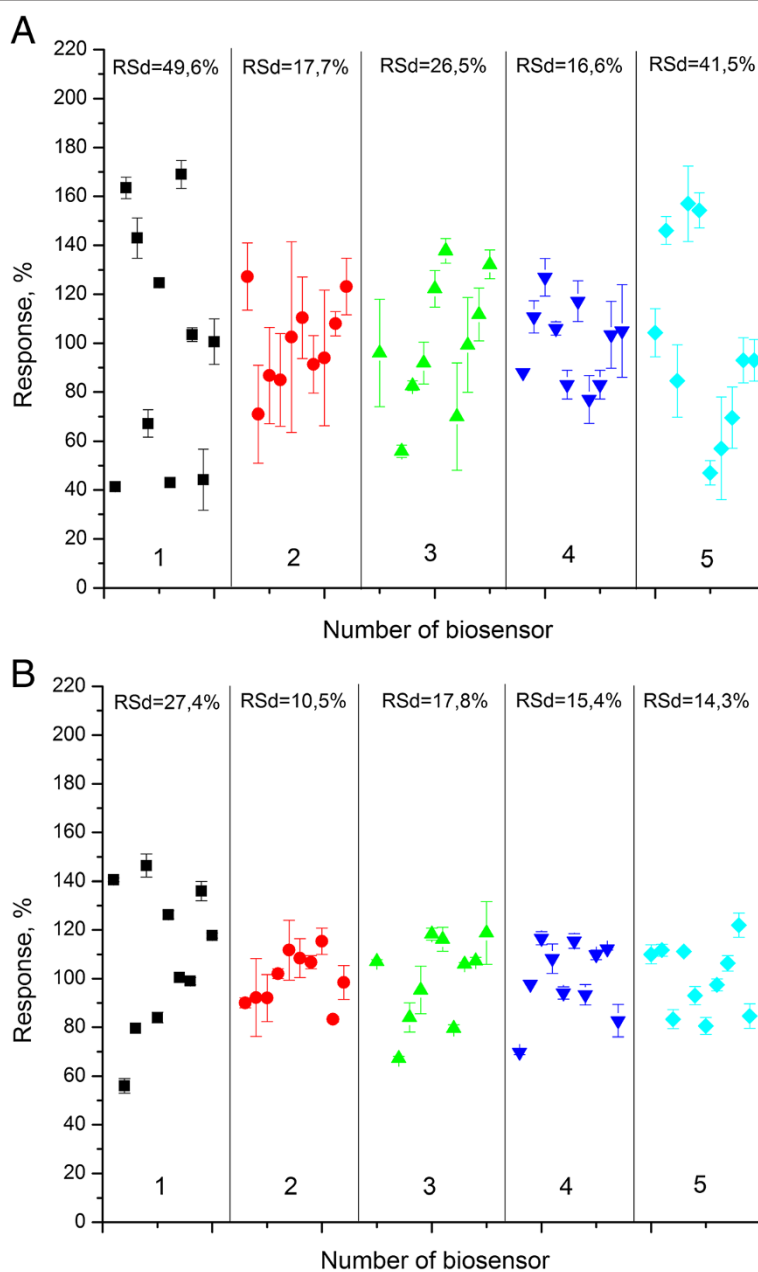 A
RSd=49,6% RSd=17,7% RSd=26,5% RSd=16,6% RSd=41,5%
220
200
180
160
140
120
100
80
60
40
20
0
Response, %
1 2 3 4 5
Number of biosensor
B
RSd=27,4% RSd=10,5% RSd=17,8% RSd=15,4% RSd=14,3%
220
200
180
160
140
120
100
80
60
40
20
0
Response, %
1 2 3 4 5
Number of biosensor